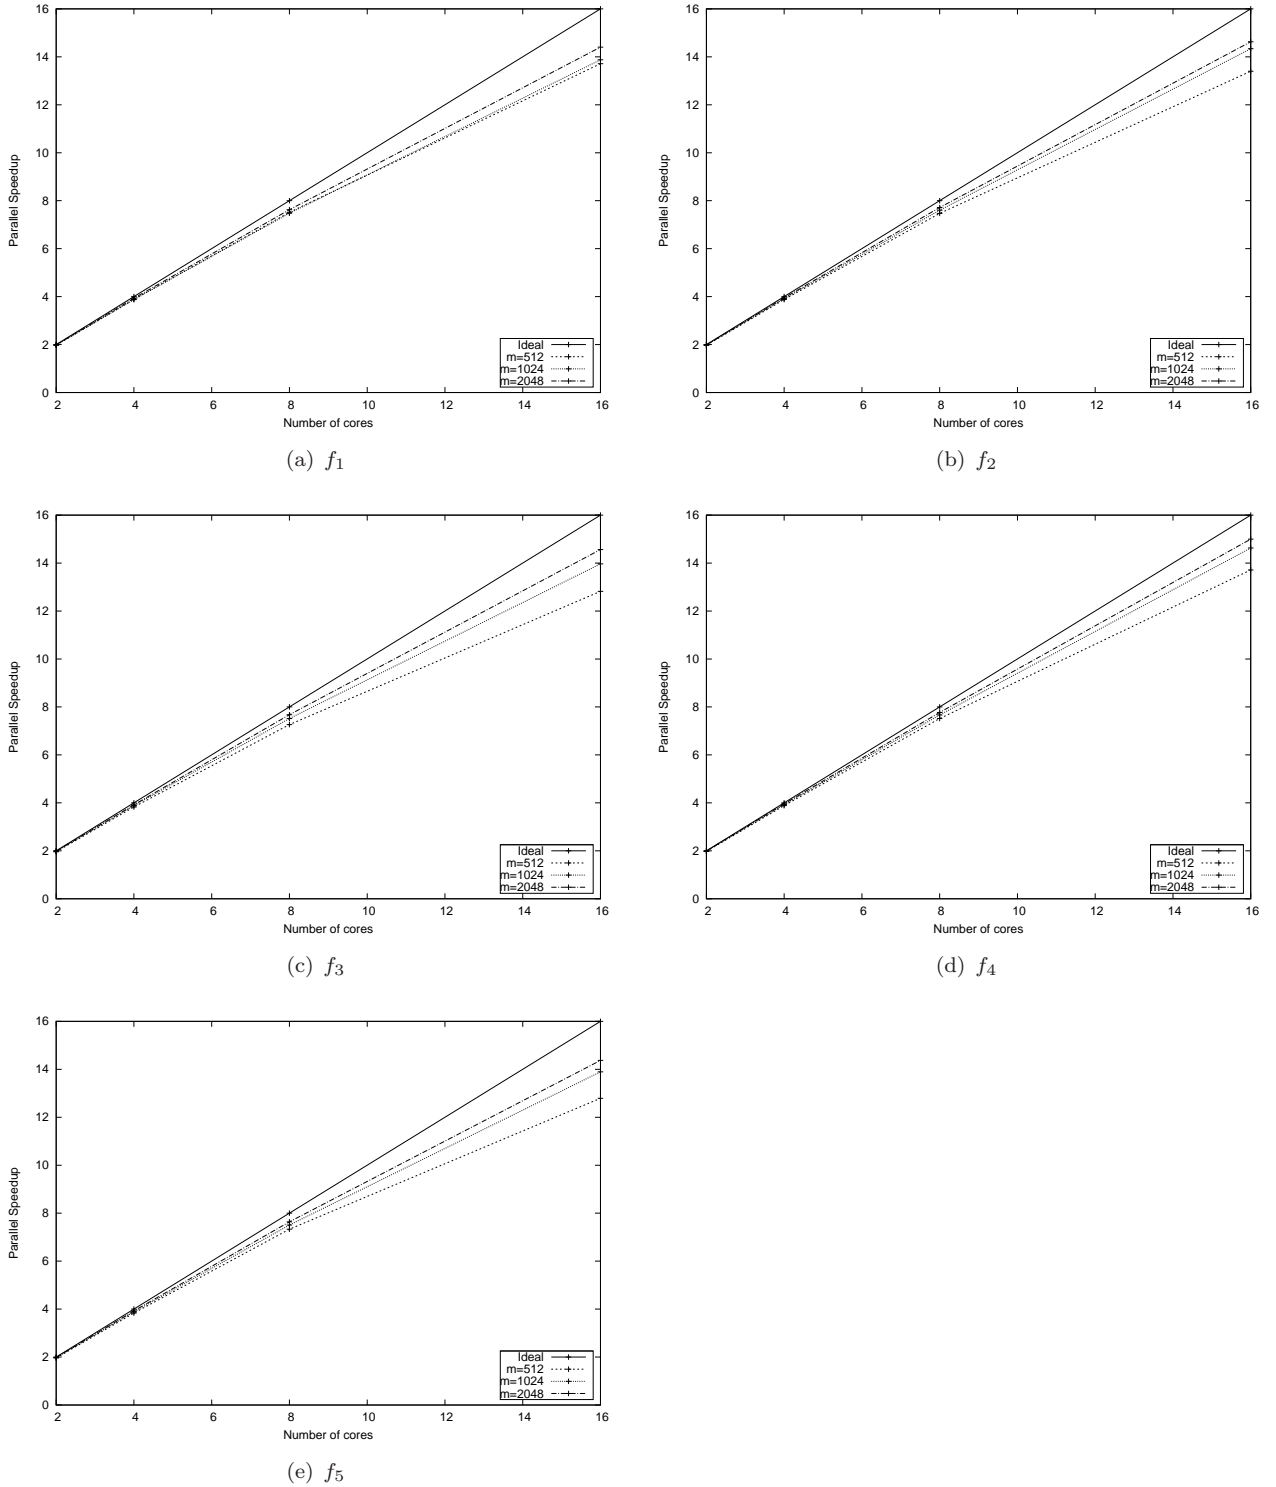 16
14
12
10
8
6
4
2
0
Parallel Speedup
Ideal
m=512
m=1024
m=2048
2 4 6 8 10 12 14 16
Number of cores
(a) f1
16
14
12
10
8
6
4
2
0
Parallel Speedup
Ideal
m=512
m=1024
m=2048
2 4 6 8 10 12 14 16
Number of cores
(b) f2
16
14
12
10
8
6
4
2
0
Parallel Speedup
Ideal
m=512
m=1024
m=2048
2 4 6 8 10 12 14 16
Number of cores
(c) f3
16
14
12
10
8
6
4
2
0
Parallel Speedup
Ideal
m=512
m=1024
m=2048
2 4 6 8 10 12 14 16
Number of cores
(d) f4
16
14
12
10
8
6
4
2
0
Parallel Speedup
Ideal
m=512
m=1024
m=2048
2 4 6 8 10 12 14 16
Number of cores
(e) f5